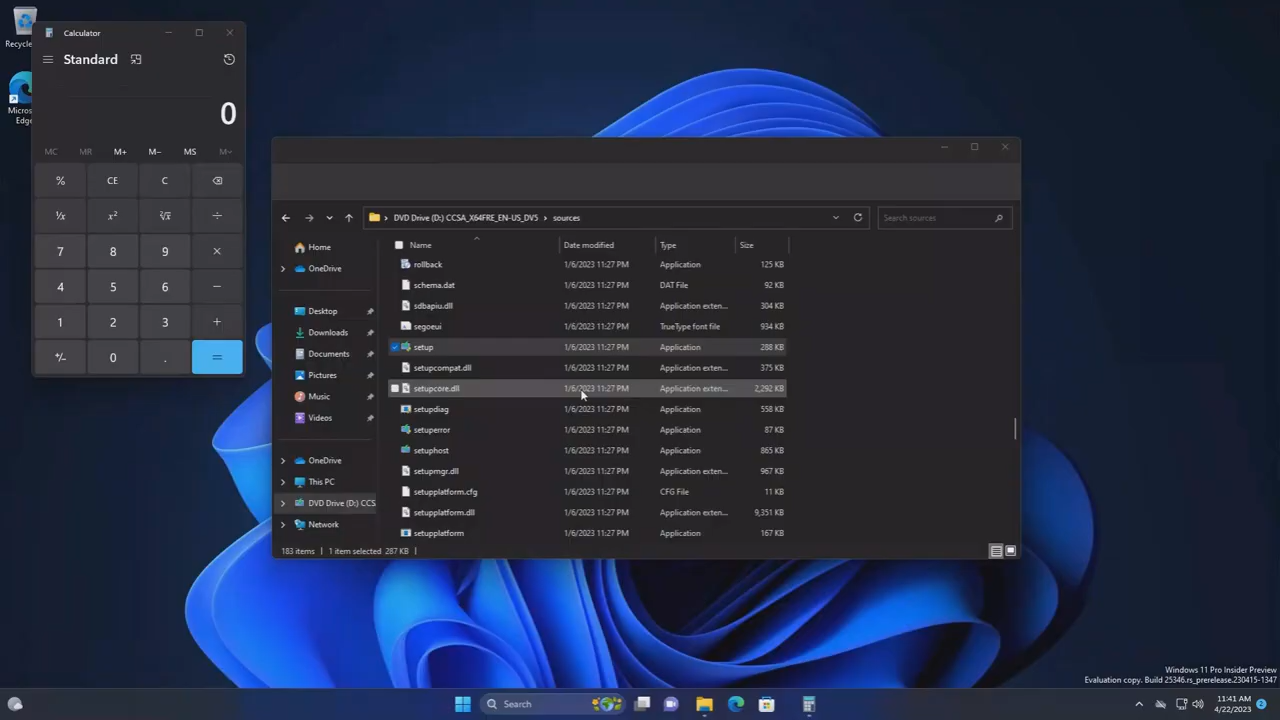 Recycle
Micros
Edge
Calculator
Standard
0
MC MR M+ M- MS M˅
% CE C
¹/x x² ²√x ÷
7 8 9 ×
4 5 6 −
1 2 3 +
+/- 0 . =
DVD Drive (D:) CCSA_X64FRE_EN-US_DV5 sources
Search sources
Home
OneDrive
Desktop
Downloads
Documents
Pictures
Music
Videos
OneDrive
This PC
DVD Drive (D:) CCS
Network
Name Date modified Type Size
rollback 1/6/2023 11:27 PM Application 125 KB
schema.dat 1/6/2023 11:27 PM DAT File 92 KB
sdbapiu.dll 1/6/2023 11:27 PM Application exten... 304 KB
segoeui 1/6/2023 11:27 PM TrueType font file 934 KB
setup 1/6/2023 11:27 PM Application 288 KB
setupcompat.dll 1/6/2023 11:27 PM Application exten... 375 KB
setupcore.dll 1/6/2023 11:27 PM Application exten... 2,292 KB
setupdiag 1/6/2023 11:27 PM Application 558 KB
setuperror 1/6/2023 11:27 PM Application 87 KB
setuphost 1/6/2023 11:27 PM Application 865 KB
setupmgr.dll 1/6/2023 11:27 PM Application exten... 967 KB
setupplatform.cfg 1/6/2023 11:27 PM CFG File 11 KB
setupplatform.dll 1/6/2023 11:27 PM Application exten... 9,351 KB
setupplatform 1/6/2023 11:27 PM Application 167 KB
183 items 1 item selected 287 KB
Windows 11 Pro Insider Preview
Evaluation copy. Build 25346.rs_prerelease.230415-1347
Search
11:41 AM
4/22/2023
2